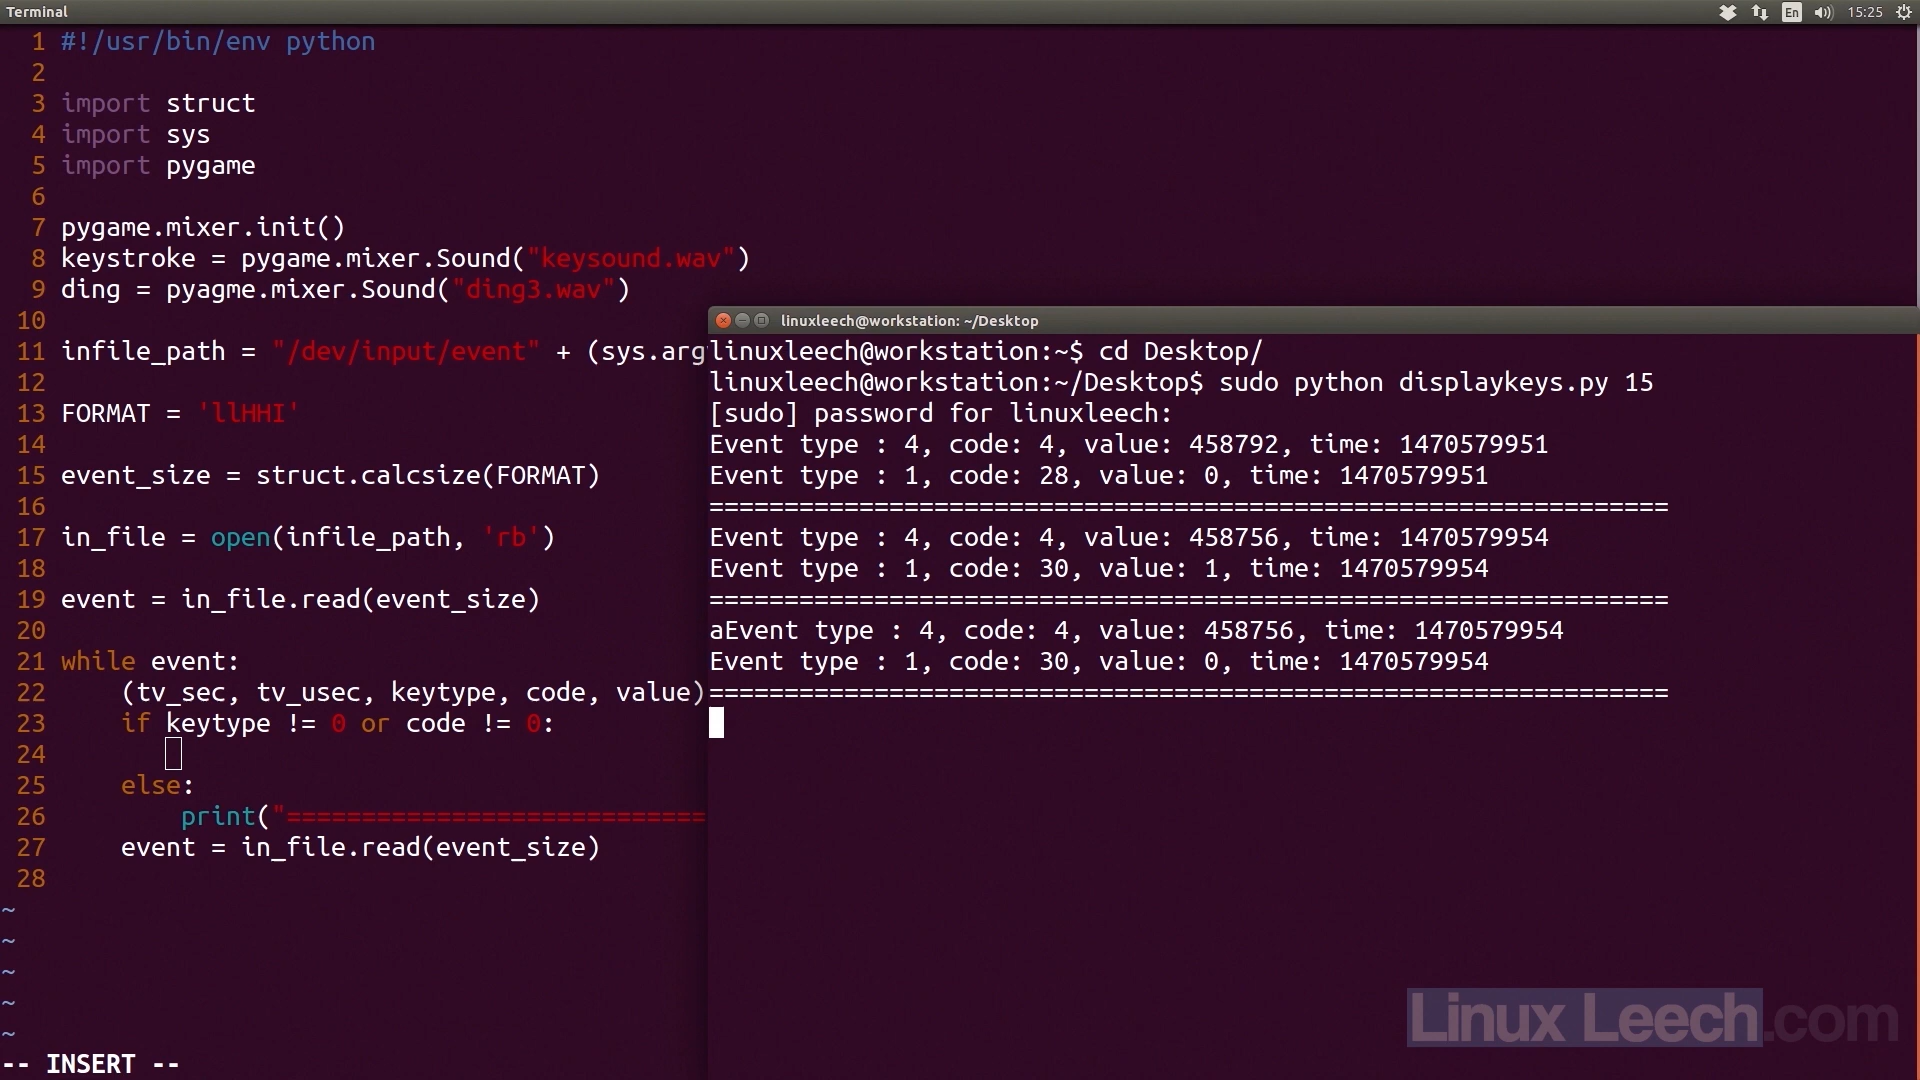 Terminal
En
15:25
1 #!/usr/bin/env python
2
3 import struct
4 import sys
5 import pygame
6
7 pygame.mixer.init()
8 keystroke = pygame.mixer.Sound("keysound.wav")
9 ding = pyagme.mixer.Sound("ding3.wav")
10
11 infile_path = "/dev/input/event" + (sys.arg
12
13 FORMAT = 'llHHI'
14
15 event_size = struct.calcsize(FORMAT)
16
17 in_file = open(infile_path, 'rb')
18
19 event = in_file.read(event_size)
20
21 while event:
22     (tv_sec, tv_usec, keytype, code, value)
23     if keytype != 0 or code != 0:
24
25     else:
26         print("============================
27     event = in_file.read(event_size)
28
~
~
~
~
~
-- INSERT --
linuxleech@workstation: ~/Desktop
linuxleech@workstation:~$ cd Desktop/
linuxleech@workstation:~/Desktop$ sudo python displaykeys.py 15
[sudo] password for linuxleech:
Event type : 4, code: 4, value: 458792, time: 1470579951
Event type : 1, code: 28, value: 0, time: 1470579951
================================================================
Event type : 4, code: 4, value: 458756, time: 1470579954
Event type : 1, code: 30, value: 1, time: 1470579954
================================================================
aEvent type : 4, code: 4, value: 458756, time: 1470579954
Event type : 1, code: 30, value: 0, time: 1470579954
================================================================
Linux Leech.com